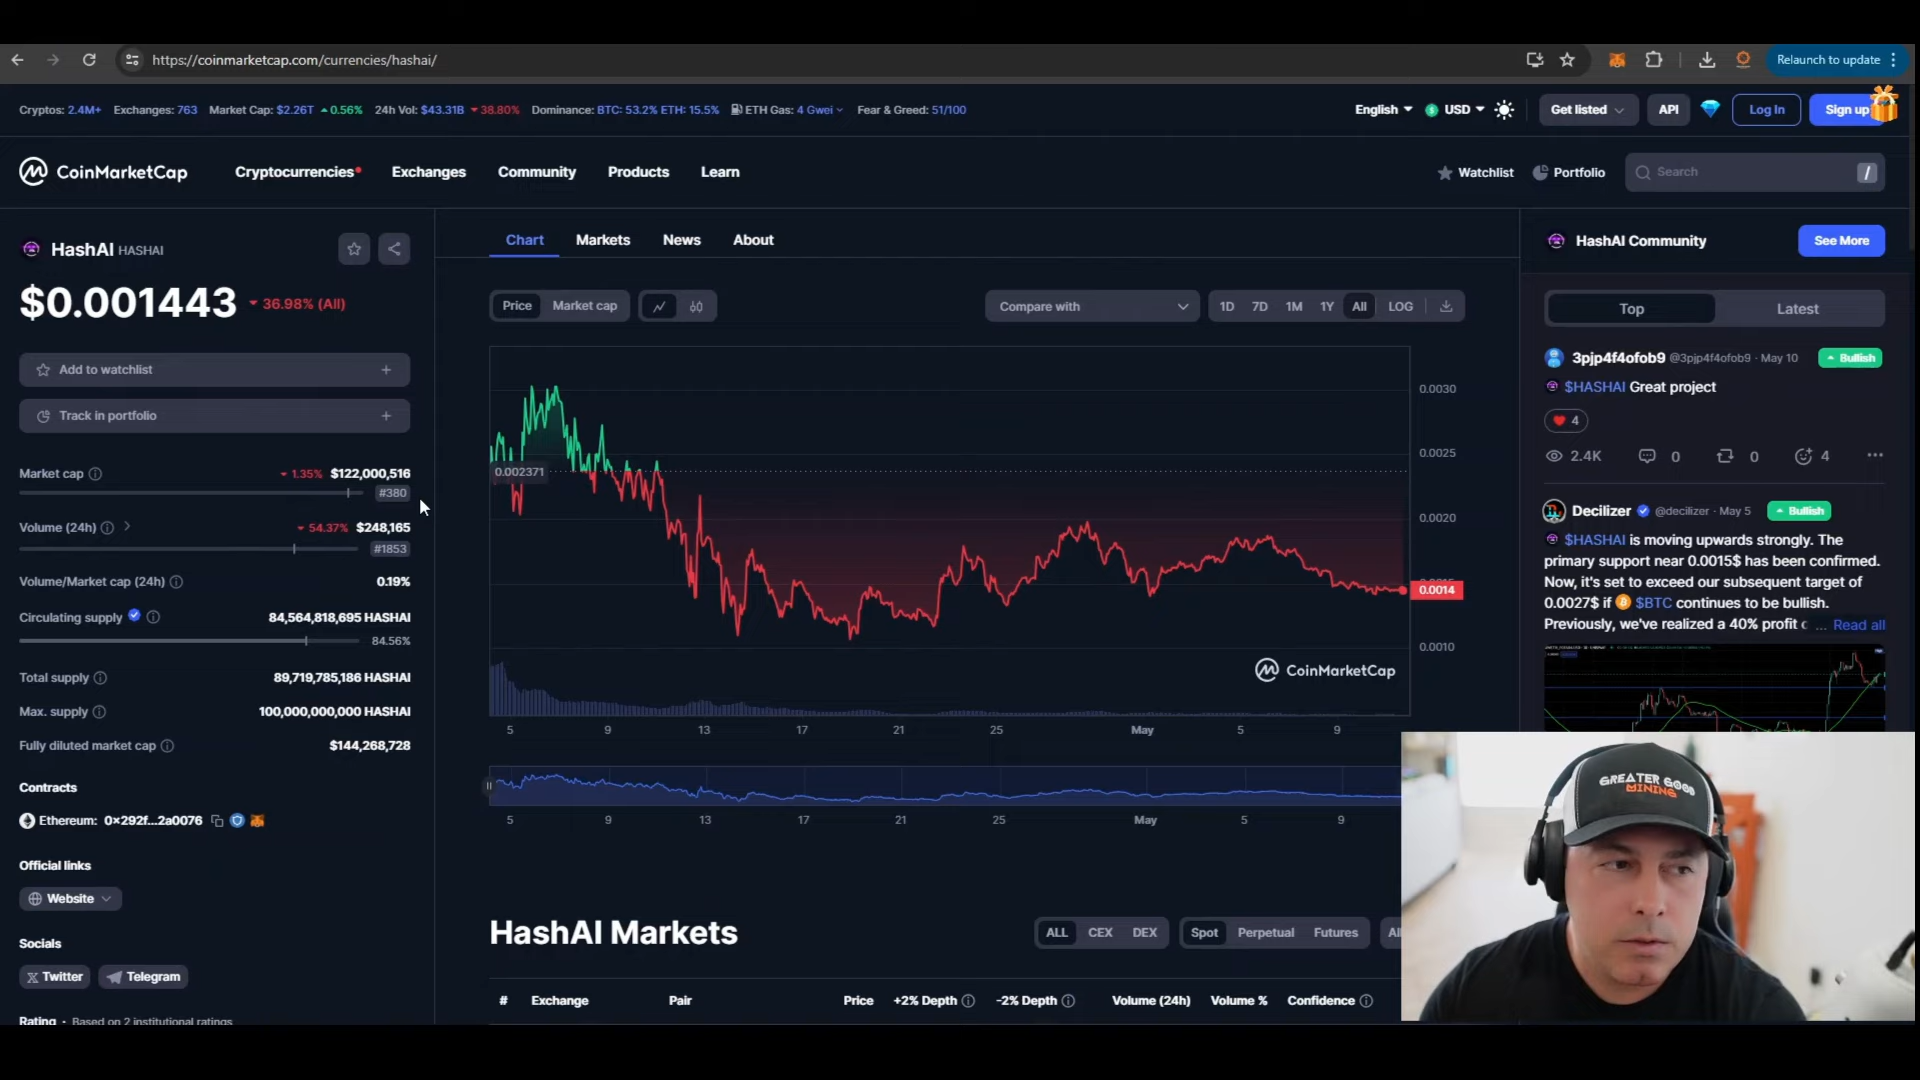 https://coinmarketcap.com/currencies/hashai/
Relaunch to update
Cryptos: 2.4M+ Exchanges: 763 Market Cap: $2.26T 0.56% 24h Vol: $43.31B 38.80% Dominance: BTC: 53.2% ETH: 15.5% ETH Gas: 4 Gwei Fear & Greed: 51/100
English USD Get listed API Log In Sign up
CoinMarketCap Cryptocurrencies Exchanges Community Products Learn
Watchlist Portfolio Search /
HashAI HASHAI
$0.001443 36.98% (All)
Add to watchlist +
Track in portfolio +
Market cap 1.35% $122,000,516
#380
Volume (24h) 54.37% $248,165
#1853
Volume/Market cap (24h) 0.19%
Circulating supply 84,564,818,695 HASHAI
84.56%
Total supply 89,719,785,186 HASHAI
Max. supply 100,000,000,000 HASHAI
Fully diluted market cap $144,268,728
Contracts
Ethereum: 0x292f...2a0076
Official links
Website
Socials
Twitter Telegram
Rating · Based on 2 institutional ratings
Chart Markets News About
Price Market cap
Compare with 1D 7D 1M 1Y All LOG
0.0030
0.0025
0.002371
0.0020
0.0015
0.0014
0.0010
CoinMarketCap
5 9 13 17 21 25 May 5 9
5 9 13 17 21 25 May 5 9
HashAI Markets
ALL CEX DEX Spot Perpetual Futures
# Exchange Pair Price +2% Depth -2% Depth Volume (24h) Volume % Confidence
HashAI Community See More
Top Latest
3pjp4f4ofob9 @3pjp4f4ofob9 · May 10 Bullish
$HASHAI Great project
4
2.4K 0 0 4 ...
Decilizer @decilizer · May 5 Bullish
$HASHAI is moving upwards strongly. The
primary support near 0.0015$ has been confirmed.
Now, it's set to exceed our subsequent target of
0.0027$ if $BTC continues to be bullish.
Previously, we've realized a 40% profit ... Read all
GREATER GOOD
MINING